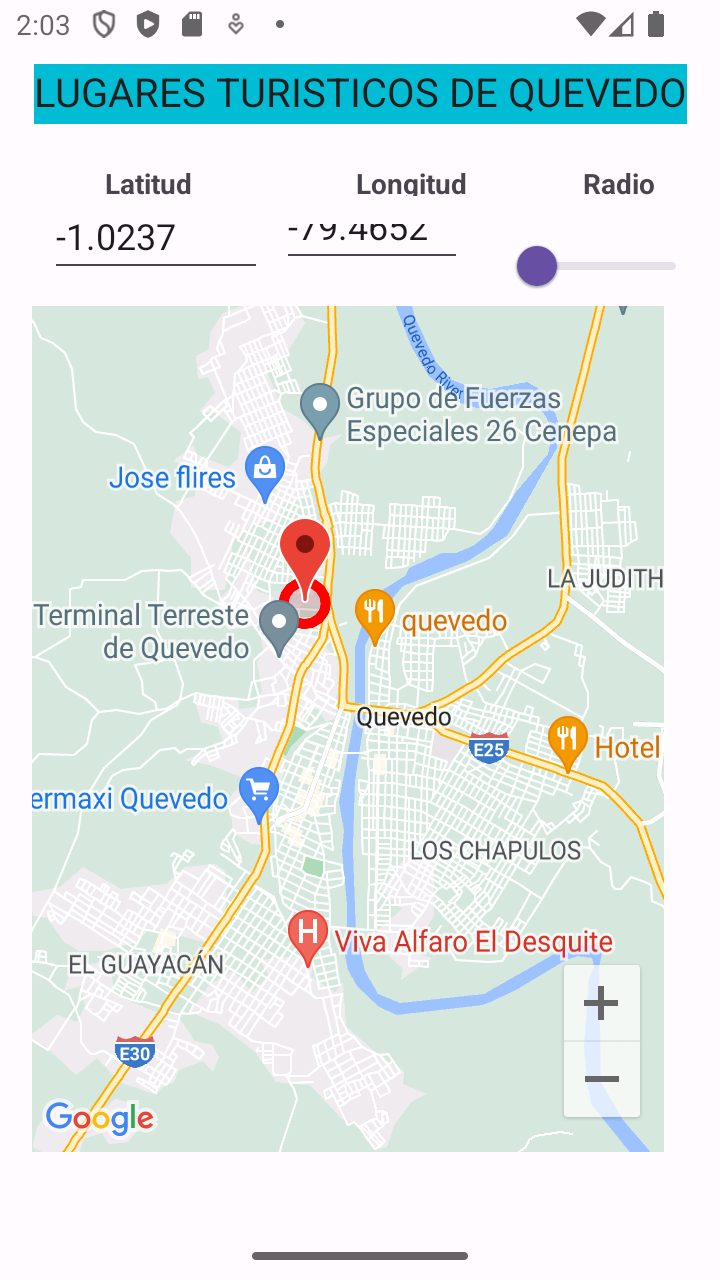 2:03
LUGARES TURISTICOS DE QUEVEDO
Latitud Longitud Radio
-1.0237 -79.4652
Quevedo River
Grupo de Fuerzas
Especiales 26 Cenepa
Jose flires
LA JUDITH
Terminal Terreste
de Quevedo
quevedo
Quevedo
E25
Hotel
ermaxi Quevedo
LOS CHAPULOS
H
Viva Alfaro El Desquite
EL GUAYACÁN
E30
Google